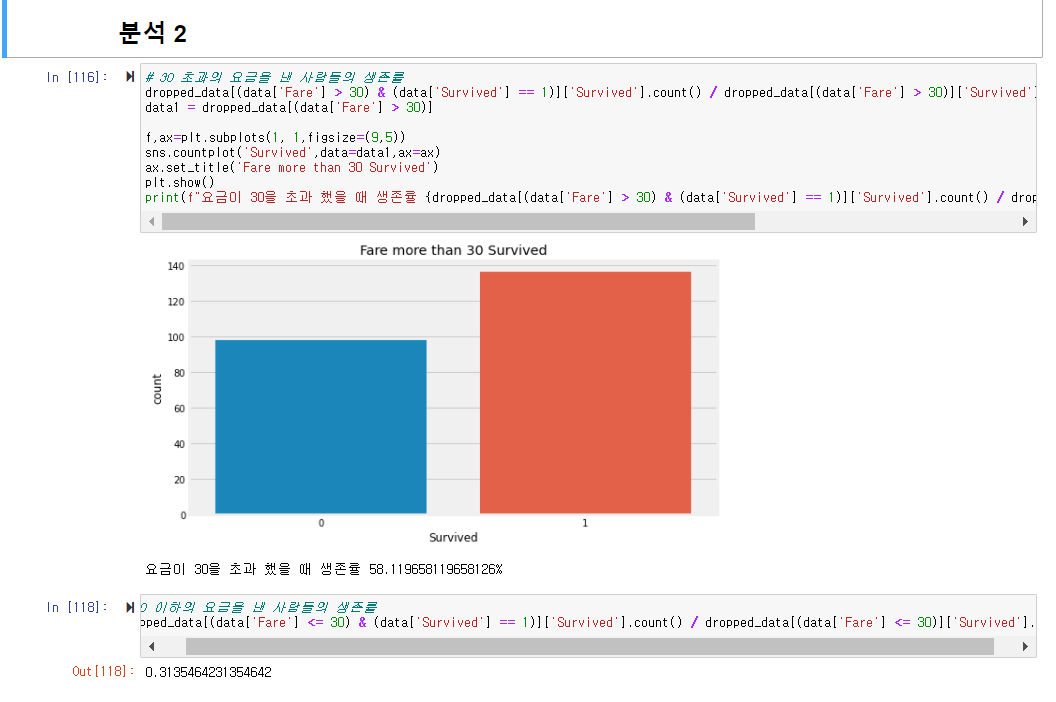 분석 2
In [116]:
# 30 초과의 요금을 낸 사람들의 생존률
dropped_data[(data['Fare'] > 30) & (data['Survived'] == 1)]['Survived'].count() / dropped_data[(data['Fare'] > 30)]['Survived'
data1 = dropped_data[(data['Fare'] > 30)]
f,ax=plt.subplots(1, 1,figsize=(9,5))
sns.countplot('Survived',data=data1,ax=ax)
ax.set_title('Fare more than 30 Survived')
plt.show()
print(f"요금이 30을 초과 했을 때 생존률 {dropped_data[(data['Fare'] > 30) & (data['Survived'] == 1)]['Survived'].count() / drop
Fare more than 30 Survived
140
120
100
80
60
40
20
0
count
0 1
Survived
요금이 30을 초과 했을 때 생존률 58.119658119658126%
In [118]:
0 이하의 요금을 낸 사람들의 생존률
pped_data[(data['Fare'] <= 30) & (data['Survived'] == 1)]['Survived'].count() / dropped_data[(data['Fare'] <= 30)]['Survived'].
Out[118]: 0.3135464231354642